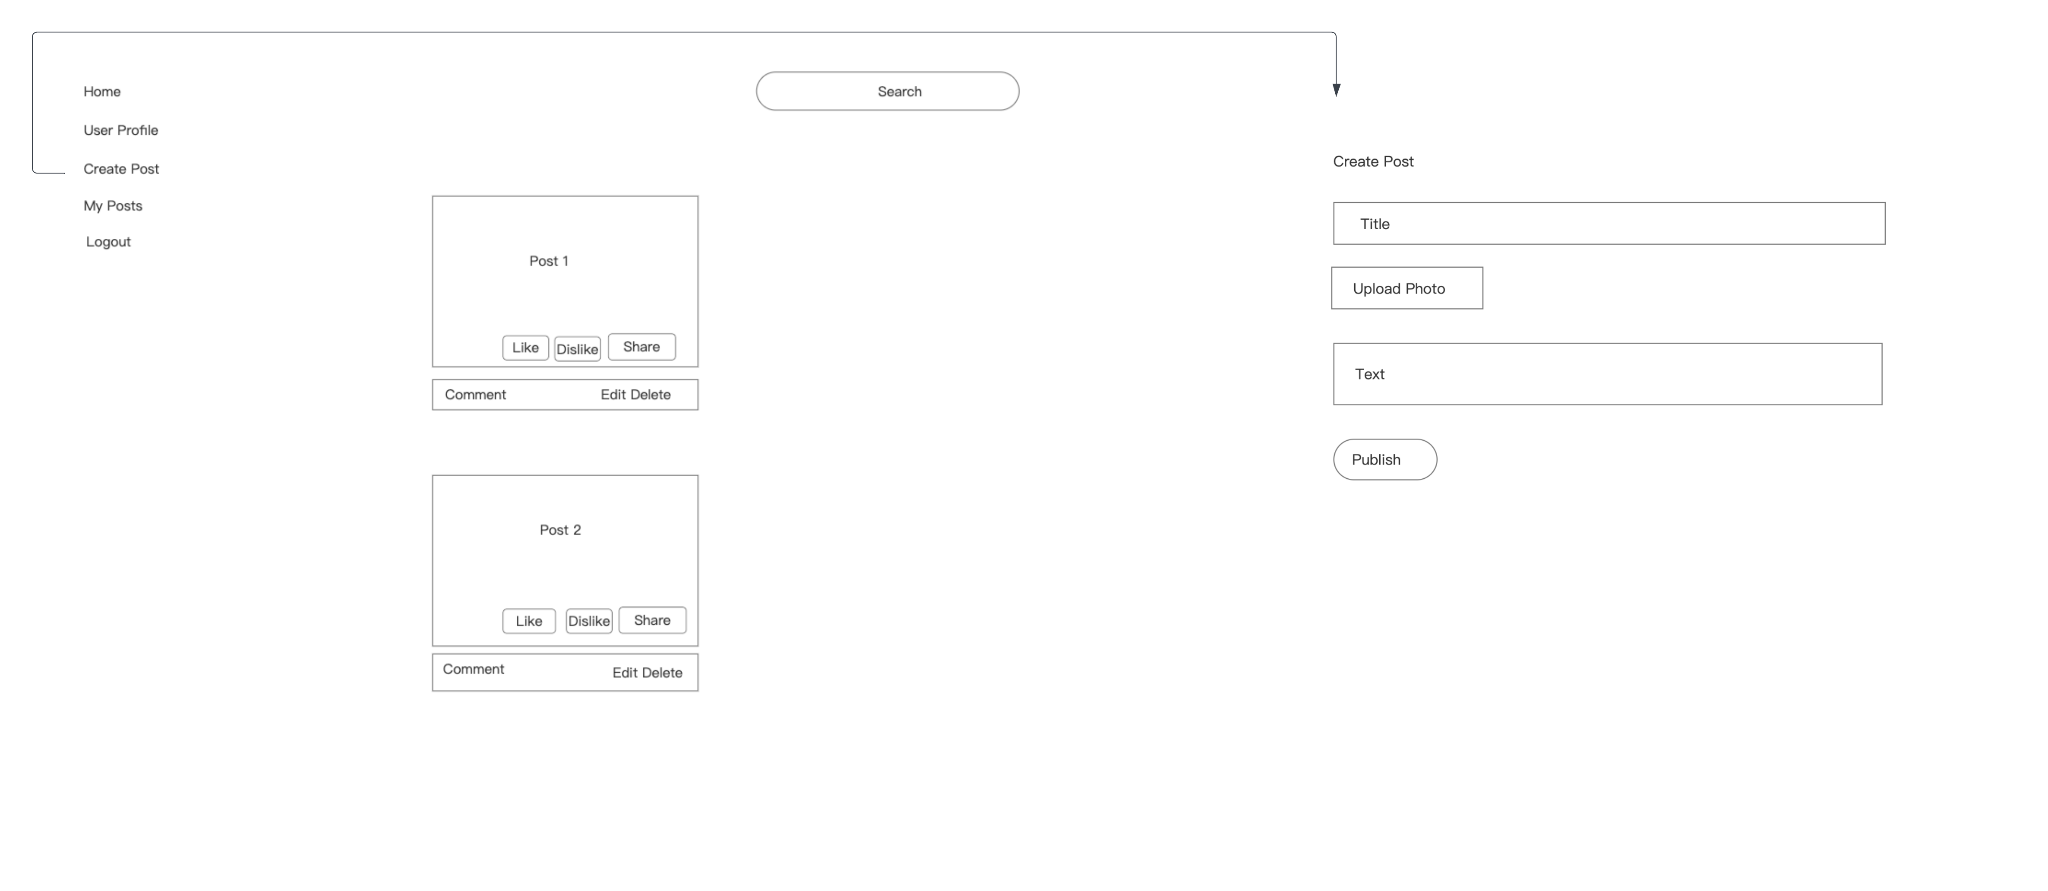 Home
User Profile
Create Post
My Posts
Logout
Search
Post 1
Like
Dislike
Share
Comment
Edit Delete
Post 2
Like
Dislike
Share
Comment
Edit Delete
Create Post
Title
Upload Photo
Text
Publish